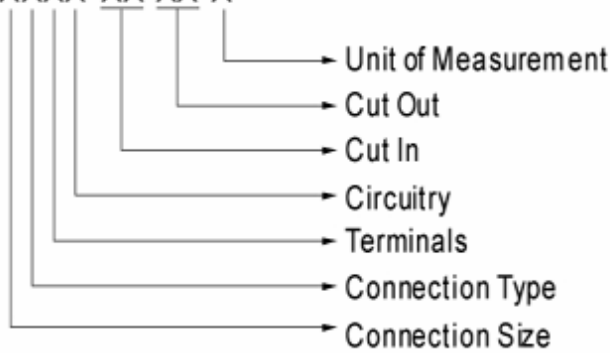 Unit of Measurement
Cut Out
Cut In
Circuitry
Terminals
Connection Type
Connection Size